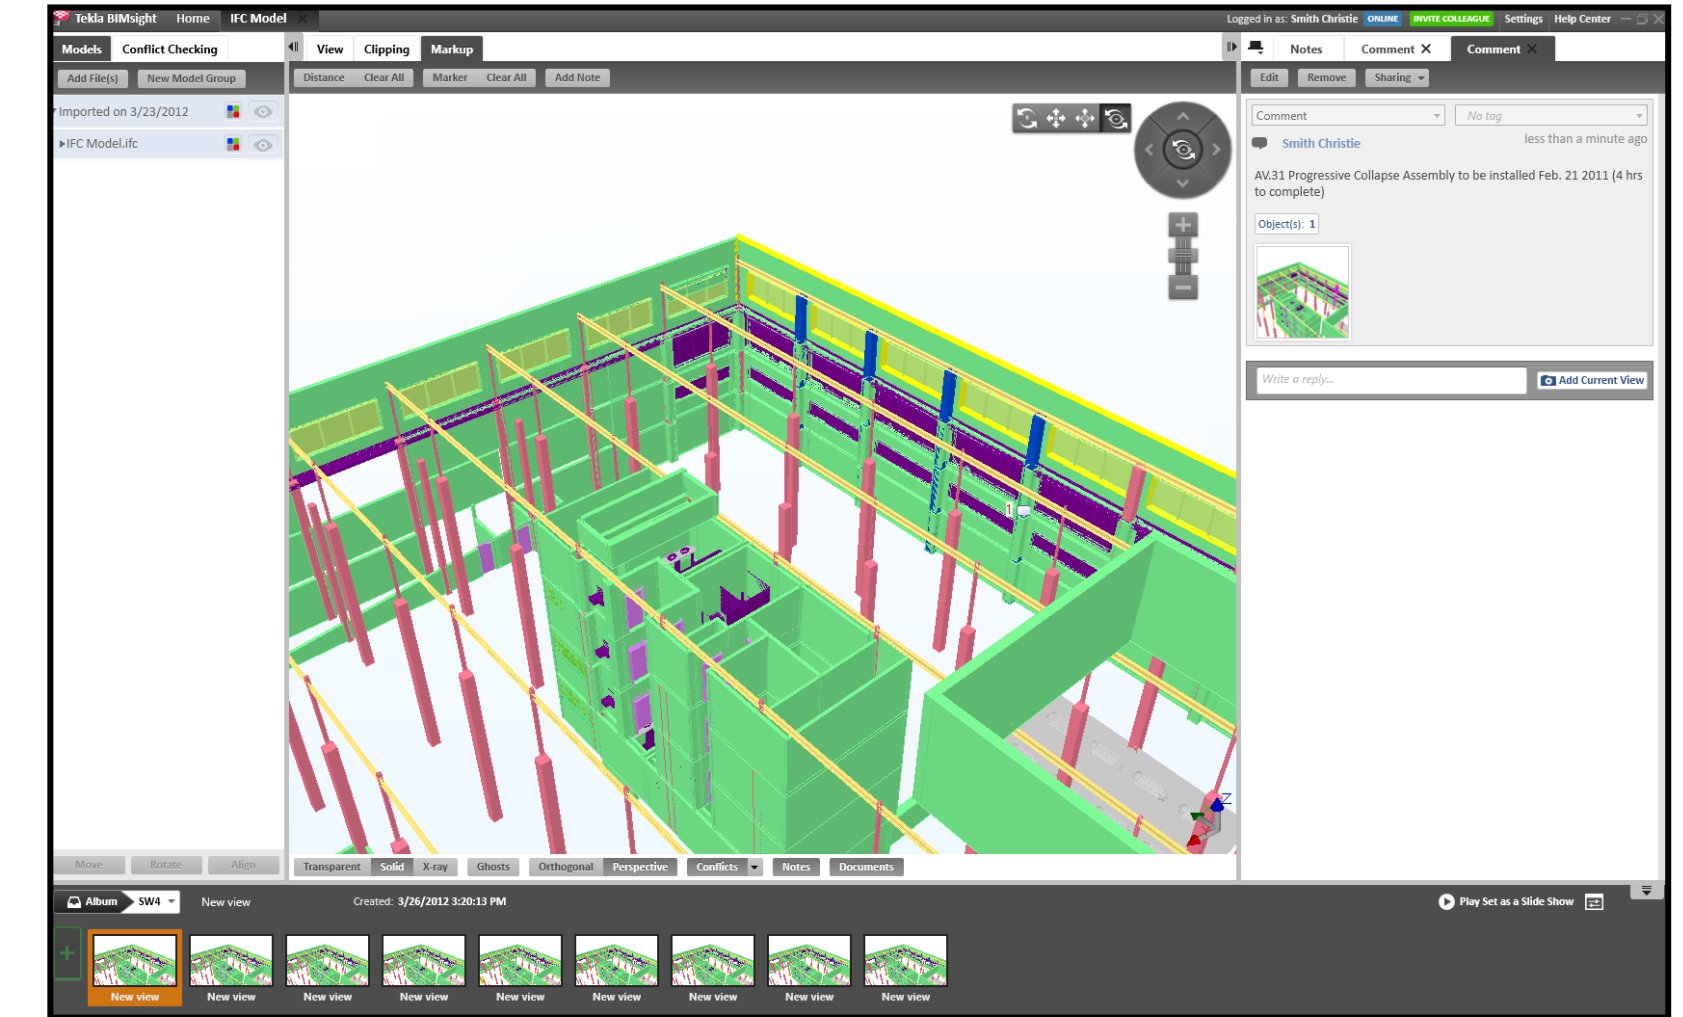 Tekla BIMsight Home IFC Model
Logged in as: Smith Christie ONLINE INVITE COLLEAGUE Settings Help Center
Models Conflict Checking
View Clipping Markup
Notes Comment Comment
Add File(s) New Model Group
Distance Clear All Marker Clear All Add Note
Edit Remove Sharing
Imported on 3/23/2012
IFC Model.ifc
Comment No tag
Smith Christie less than a minute ago
AV.31 Progressive Collapse Assembly to be installed Feb. 21 2011 (4 hrs
to complete)
Object(s): 1
Write a reply... Add Current View
1
Z
Move Rotate Align
Transparent Solid X-ray Ghosts Orthogonal Perspective Conflicts Notes Documents
Album SW4 New view Created: 3/26/2012 3:20:13 PM Play Set as a Slide Show
New view New view New view New view New view New view New view New view New view